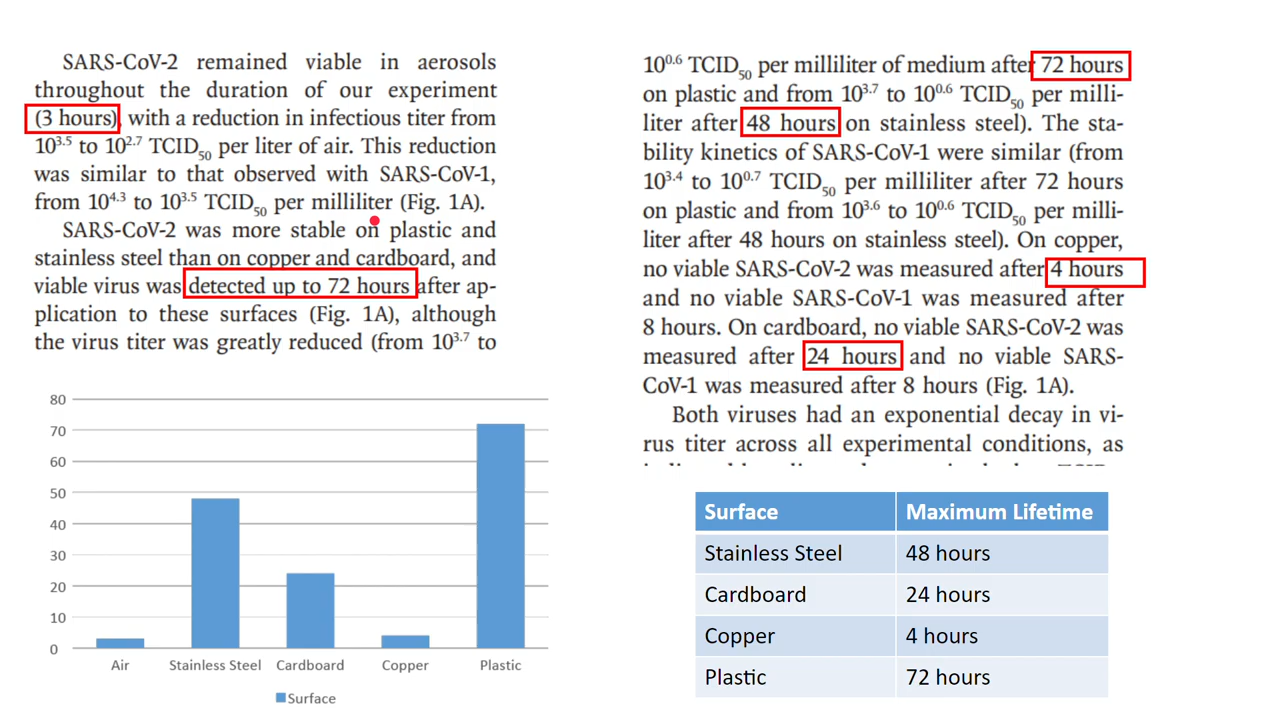 SARS-CoV-2 remained viable in aerosols
throughout the duration of our experiment
(3 hours), with a reduction in infectious titer from
10^3.5 to 10^2.7 TCID50 per liter of air. This reduction
was similar to that observed with SARS-CoV-1,
from 10^4.3 to 10^3.5 TCID50 per milliliter (Fig. 1A).
SARS-CoV-2 was more stable on plastic and
stainless steel than on copper and cardboard, and
viable virus was detected up to 72 hours after ap-
plication to these surfaces (Fig. 1A), although
the virus titer was greatly reduced (from 10^3.7 to
10^0.6 TCID50 per milliliter of medium after 72 hours
on plastic and from 10^3.7 to 10^0.6 TCID50 per milli-
liter after 48 hours on stainless steel). The sta-
bility kinetics of SARS-CoV-1 were similar (from
10^3.4 to 10^0.7 TCID50 per milliliter after 72 hours
on plastic and from 10^3.6 to 10^0.6 TCID50 per milli-
liter after 48 hours on stainless steel). On copper,
no viable SARS-CoV-2 was measured after 4 hours
and no viable SARS-CoV-1 was measured after
8 hours. On cardboard, no viable SARS-CoV-2 was
measured after 24 hours and no viable SARS-
CoV-1 was measured after 8 hours (Fig. 1A).
Both viruses had an exponential decay in vi-
rus titer across all experimental conditions, as
80
70
60
50
40
30
20
10
0
Air Stainless Steel Cardboard Copper Plastic
Surface
Surface Maximum Lifetime
Stainless Steel 48 hours
Cardboard 24 hours
Copper 4 hours
Plastic 72 hours